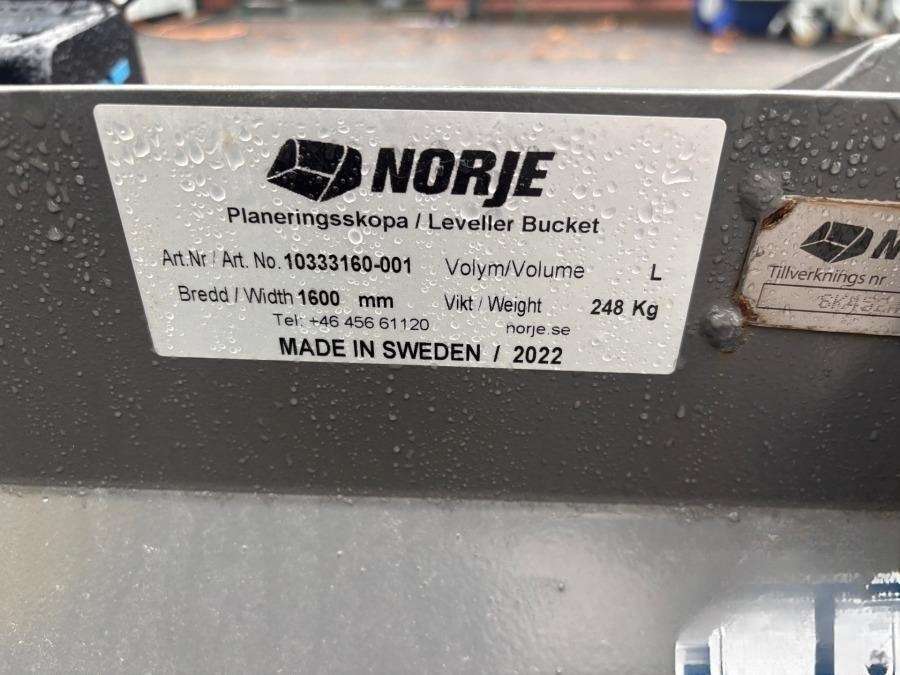 NORJE
Planeringsskopa / Leveller Bucket
Art.Nr / Art. No. 10333160-001 Volym/Volume L
Bredd / Width 1600 mm Vikt / Weight 248 Kg
Tel: +46 456 61120 norje.se
MADE IN SWEDEN / 2022
Tillverknings nr